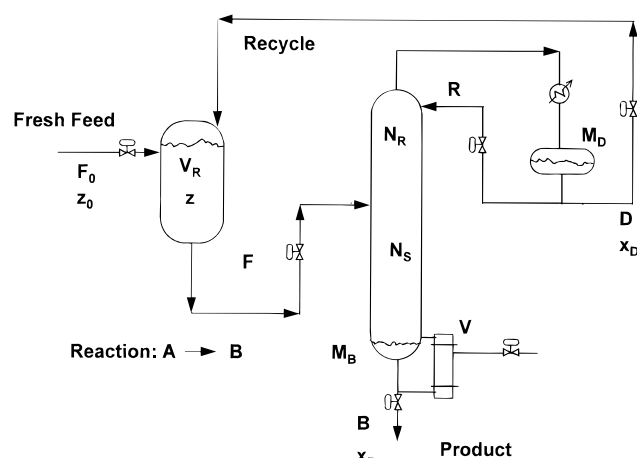 Recycle
Fresh Feed
F0
z0
VR
z
R
NR
MD
D
xD
F
NS
V
Reaction: A → B
MB
B
Product